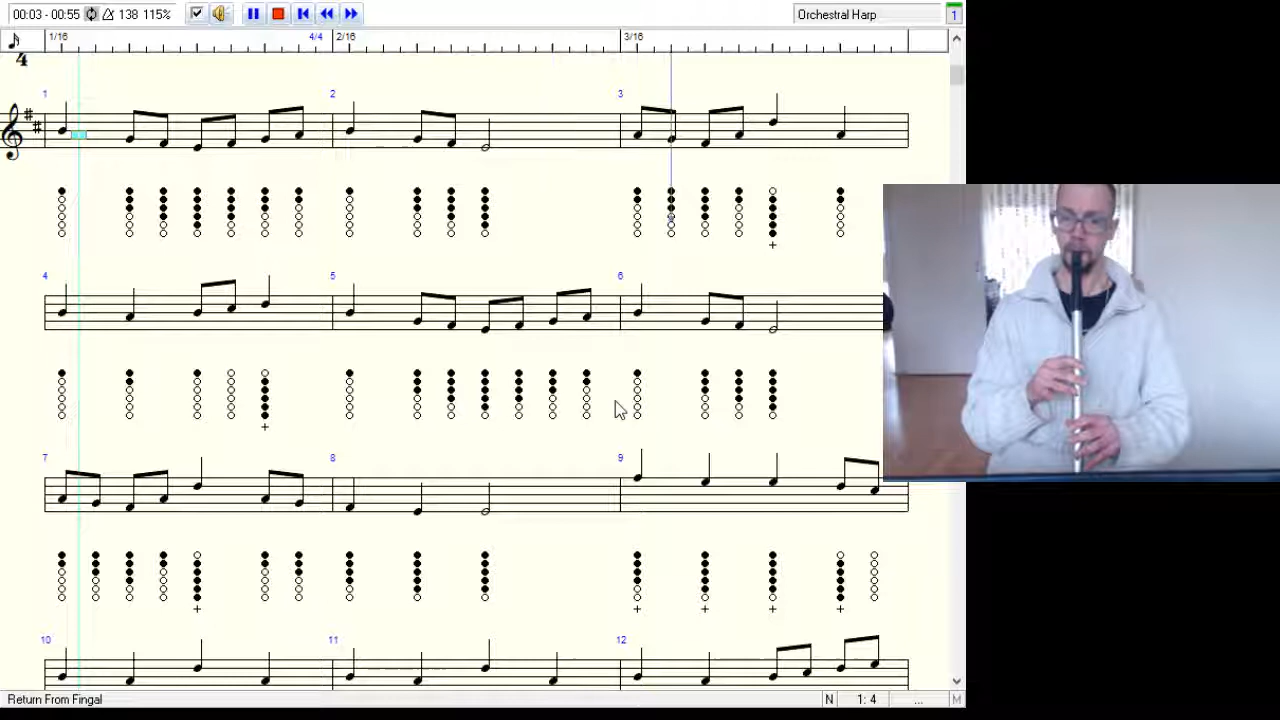 00:03 - 00:55 138 115% Orchestral Harp 1
1/16 4/4 2/16 3/16
4
1 2 3
4 5 6
7 8 9
10 11 12
Return From Fingal N 1: 4 ... M